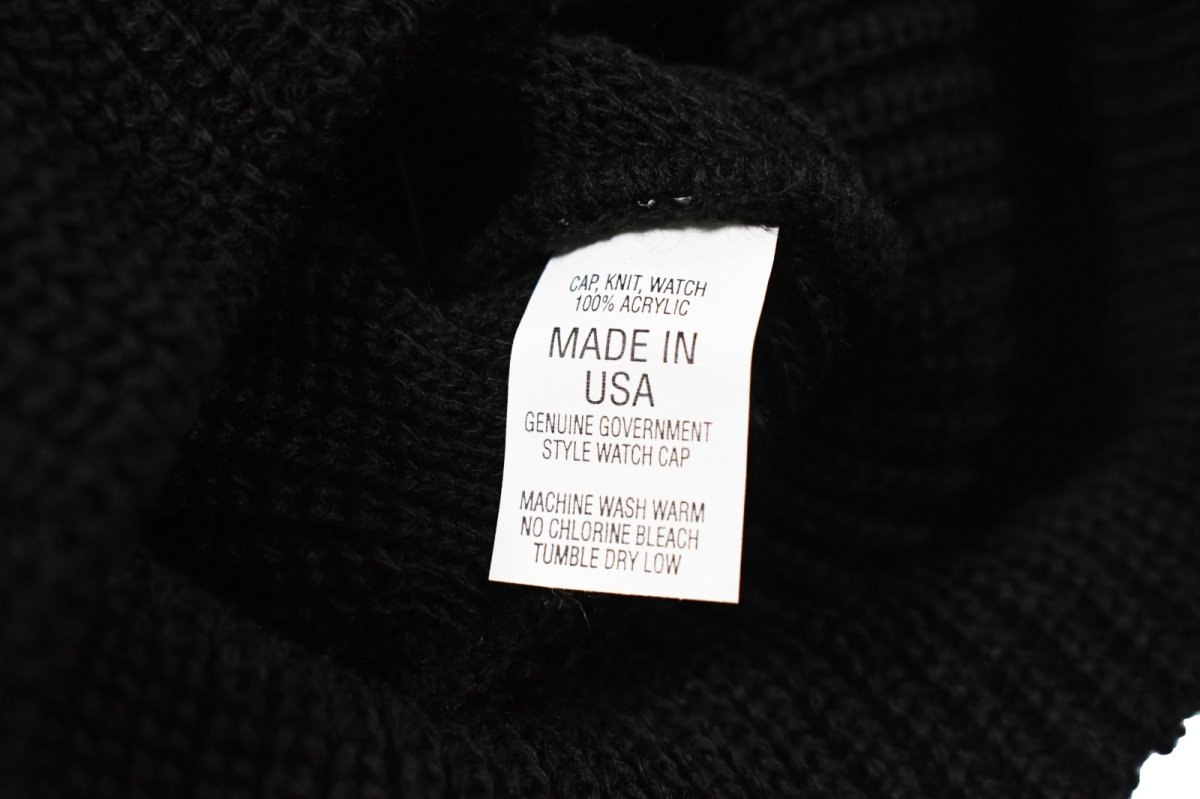 CAP, KNIT, WATCH
100% ACRYLIC
MADE IN
USA
GENUINE GOVERNMENT
STYLE WATCH CAP
MACHINE WASH WARM
NO CHLORINE BLEACH
TUMBLE DRY LOW